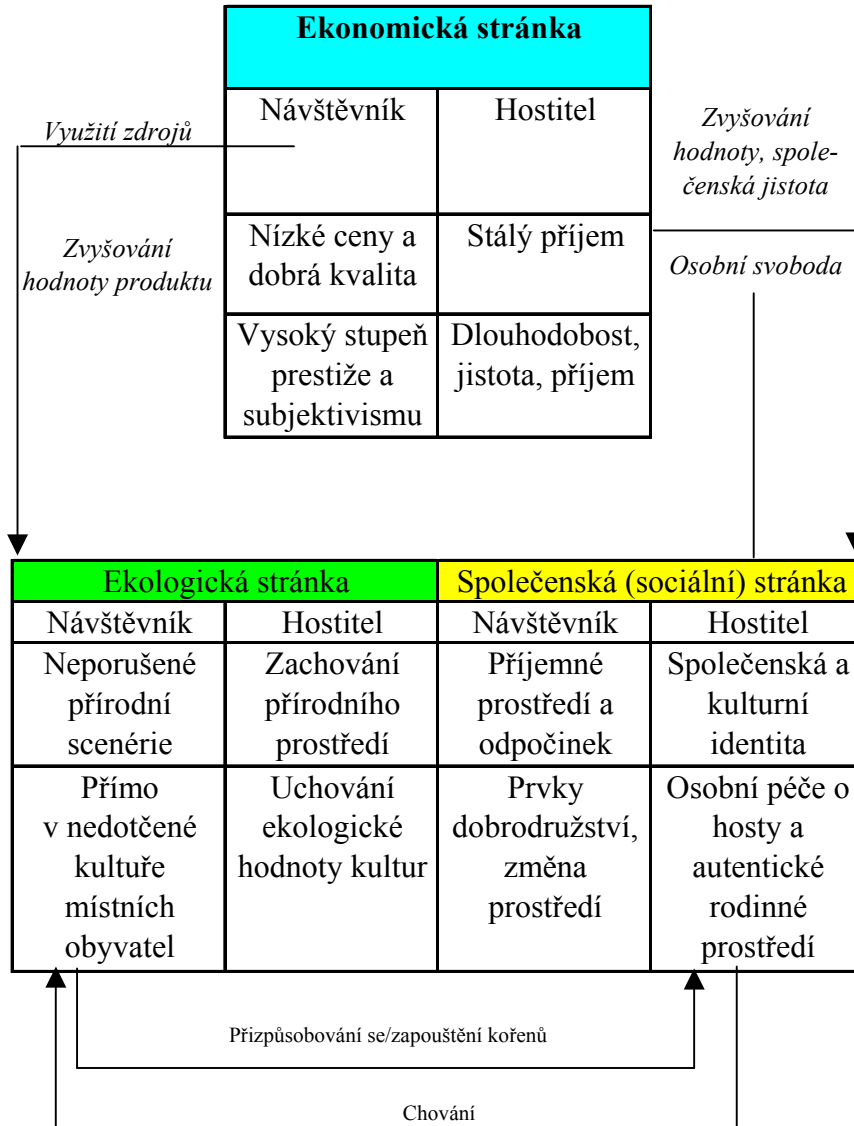 Ekonomická stránka
Návštěvník
Hostitel
Nízké ceny a
dobrá kvalita
Stálý příjem
Vysoký stupeň
prestiže a
subjektivismu
Dlouhodobost,
jistota, příjem
Využití zdrojů
Zvyšování
hodnoty produktu
Zvyšování
hodnoty, spole-
čenská jistota
Osobní svoboda
Ekologická stránka
Společenská (sociální) stránka
Návštěvník
Hostitel
Návštěvník
Hostitel
Neporušené
přírodní
scenérie
Zachování
přírodního
prostředí
Příjemné
prostředí a
odpočinek
Společenská a
kulturní
identita
Přímo
v nedotčené
kultuře
místních
obyvatel
Uchování
ekologické
hodnoty kultur
Prvky
dobrodružství,
změna
prostředí
Osobní péče o
hosty a
autentické
rodinné
prostředí
Přizpůsobování se/zapouštění kořenů
Chování